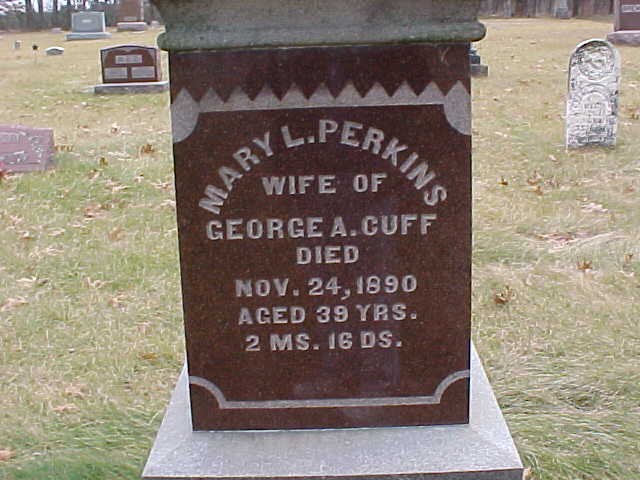 MARY L. PERKINS
WIFE OF
GEORGE A. CUFF
DIED
NOV. 24, 1890
AGED 39 YRS.
2 MS. 16 DS.